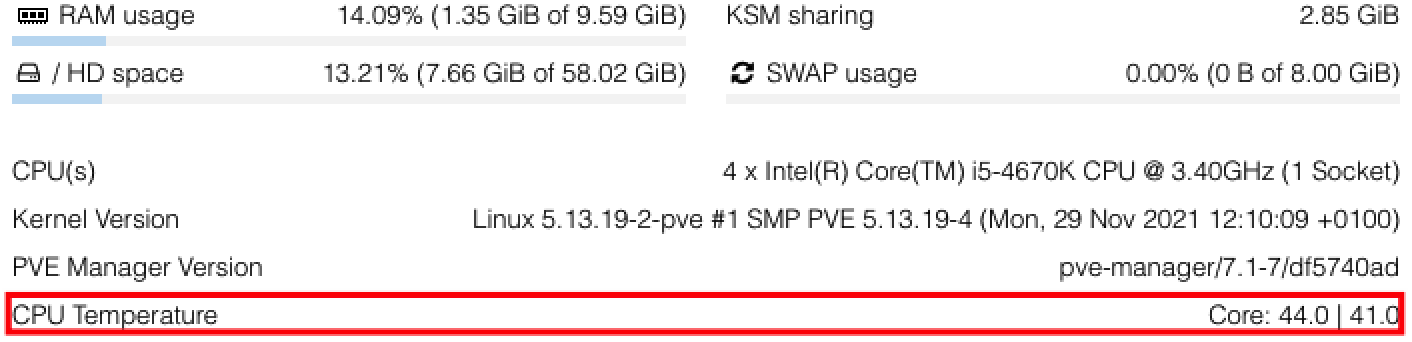 RAM usage 14.09% (1.35 GiB of 9.59 GiB) KSM sharing 2.85 GiB
/ HD space 13.21% (7.66 GiB of 58.02 GiB) SWAP usage 0.00% (0 B of 8.00 GiB)
CPU(s) 4 x Intel(R) Core(TM) i5-4670K CPU @ 3.40GHz (1 Socket)
Kernel Version Linux 5.13.19-2-pve #1 SMP PVE 5.13.19-4 (Mon, 29 Nov 2021 12:10:09 +0100)
PVE Manager Version pve-manager/7.1-7/df5740ad
CPU Temperature Core: 44.0 | 41.0